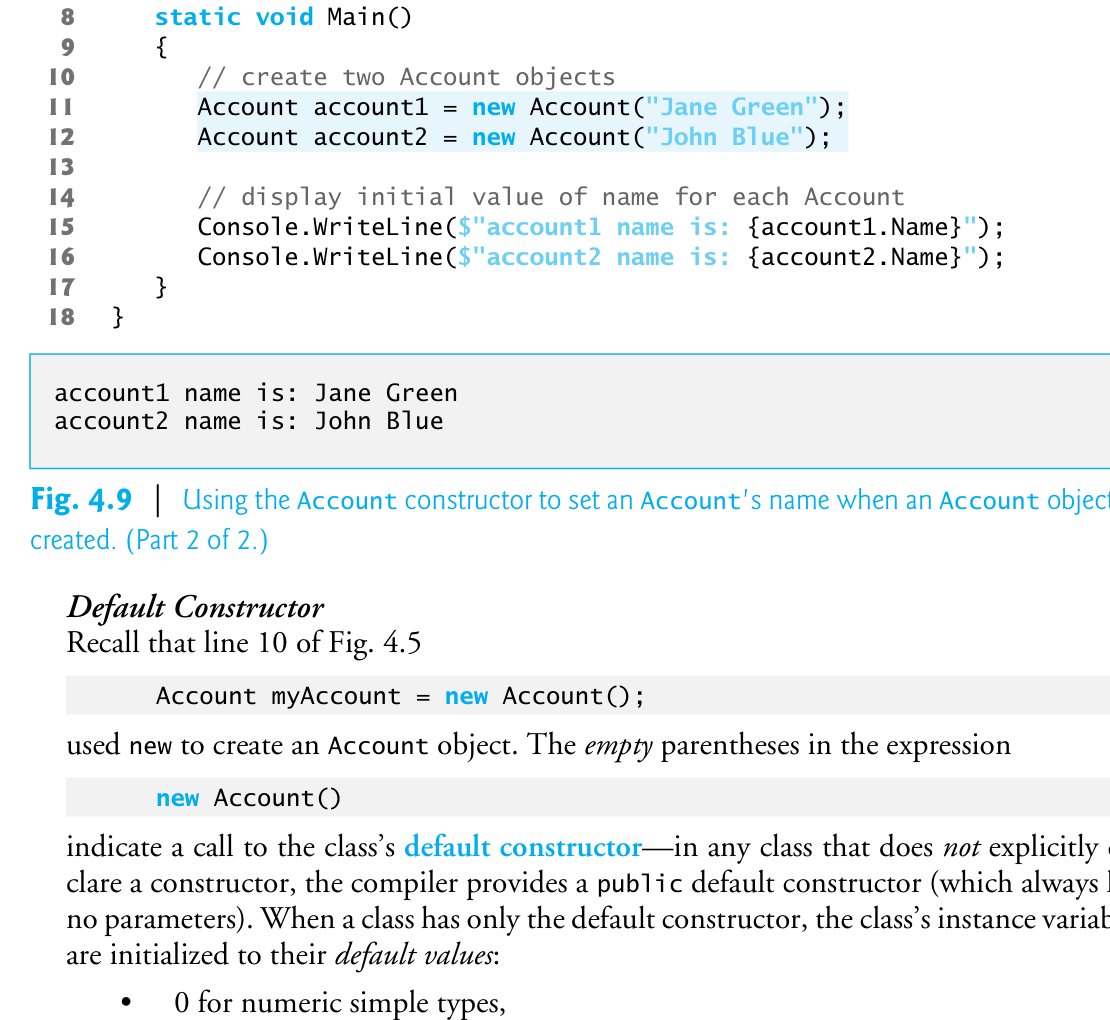 8 static void Main()
9 {
10 // create two Account objects
11 Account account1 = new Account("Jane Green");
12 Account account2 = new Account("John Blue");
13
14 // display initial value of name for each Account
15 Console.WriteLine($"account1 name is: {account1.Name}");
16 Console.WriteLine($"account2 name is: {account2.Name}");
17 }
18 }
account1 name is: Jane Green
account2 name is: John Blue
Fig. 4.9 | Using the Account constructor to set an Account's name when an Account object
created. (Part 2 of 2.)
Default Constructor
Recall that line 10 of Fig. 4.5
Account myAccount = new Account();
used new to create an Account object. The empty parentheses in the expression
new Account()
indicate a call to the class’s default constructor—in any class that does not explicitly
clare a constructor, the compiler provides a public default constructor (which always
no parameters). When a class has only the default constructor, the class’s instance
are initialized to their default values:
• 0 for numeric simple types,